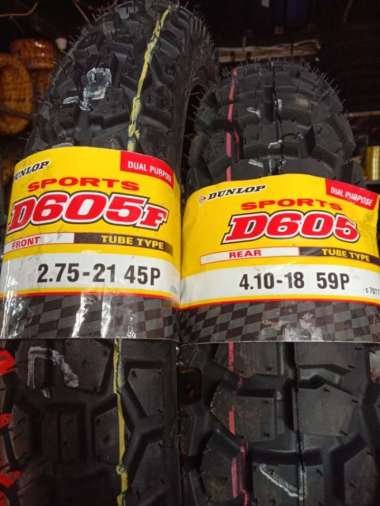 DUNLOP
DUAL PURPOSE
SPORTS
D605F
FRONT
TUBE TYPE
2.75-21 45P
DUNLOP
DUAL PURPOSE
SPORTS
D605
REAR
TUBE TYPE
4.10-18 59P